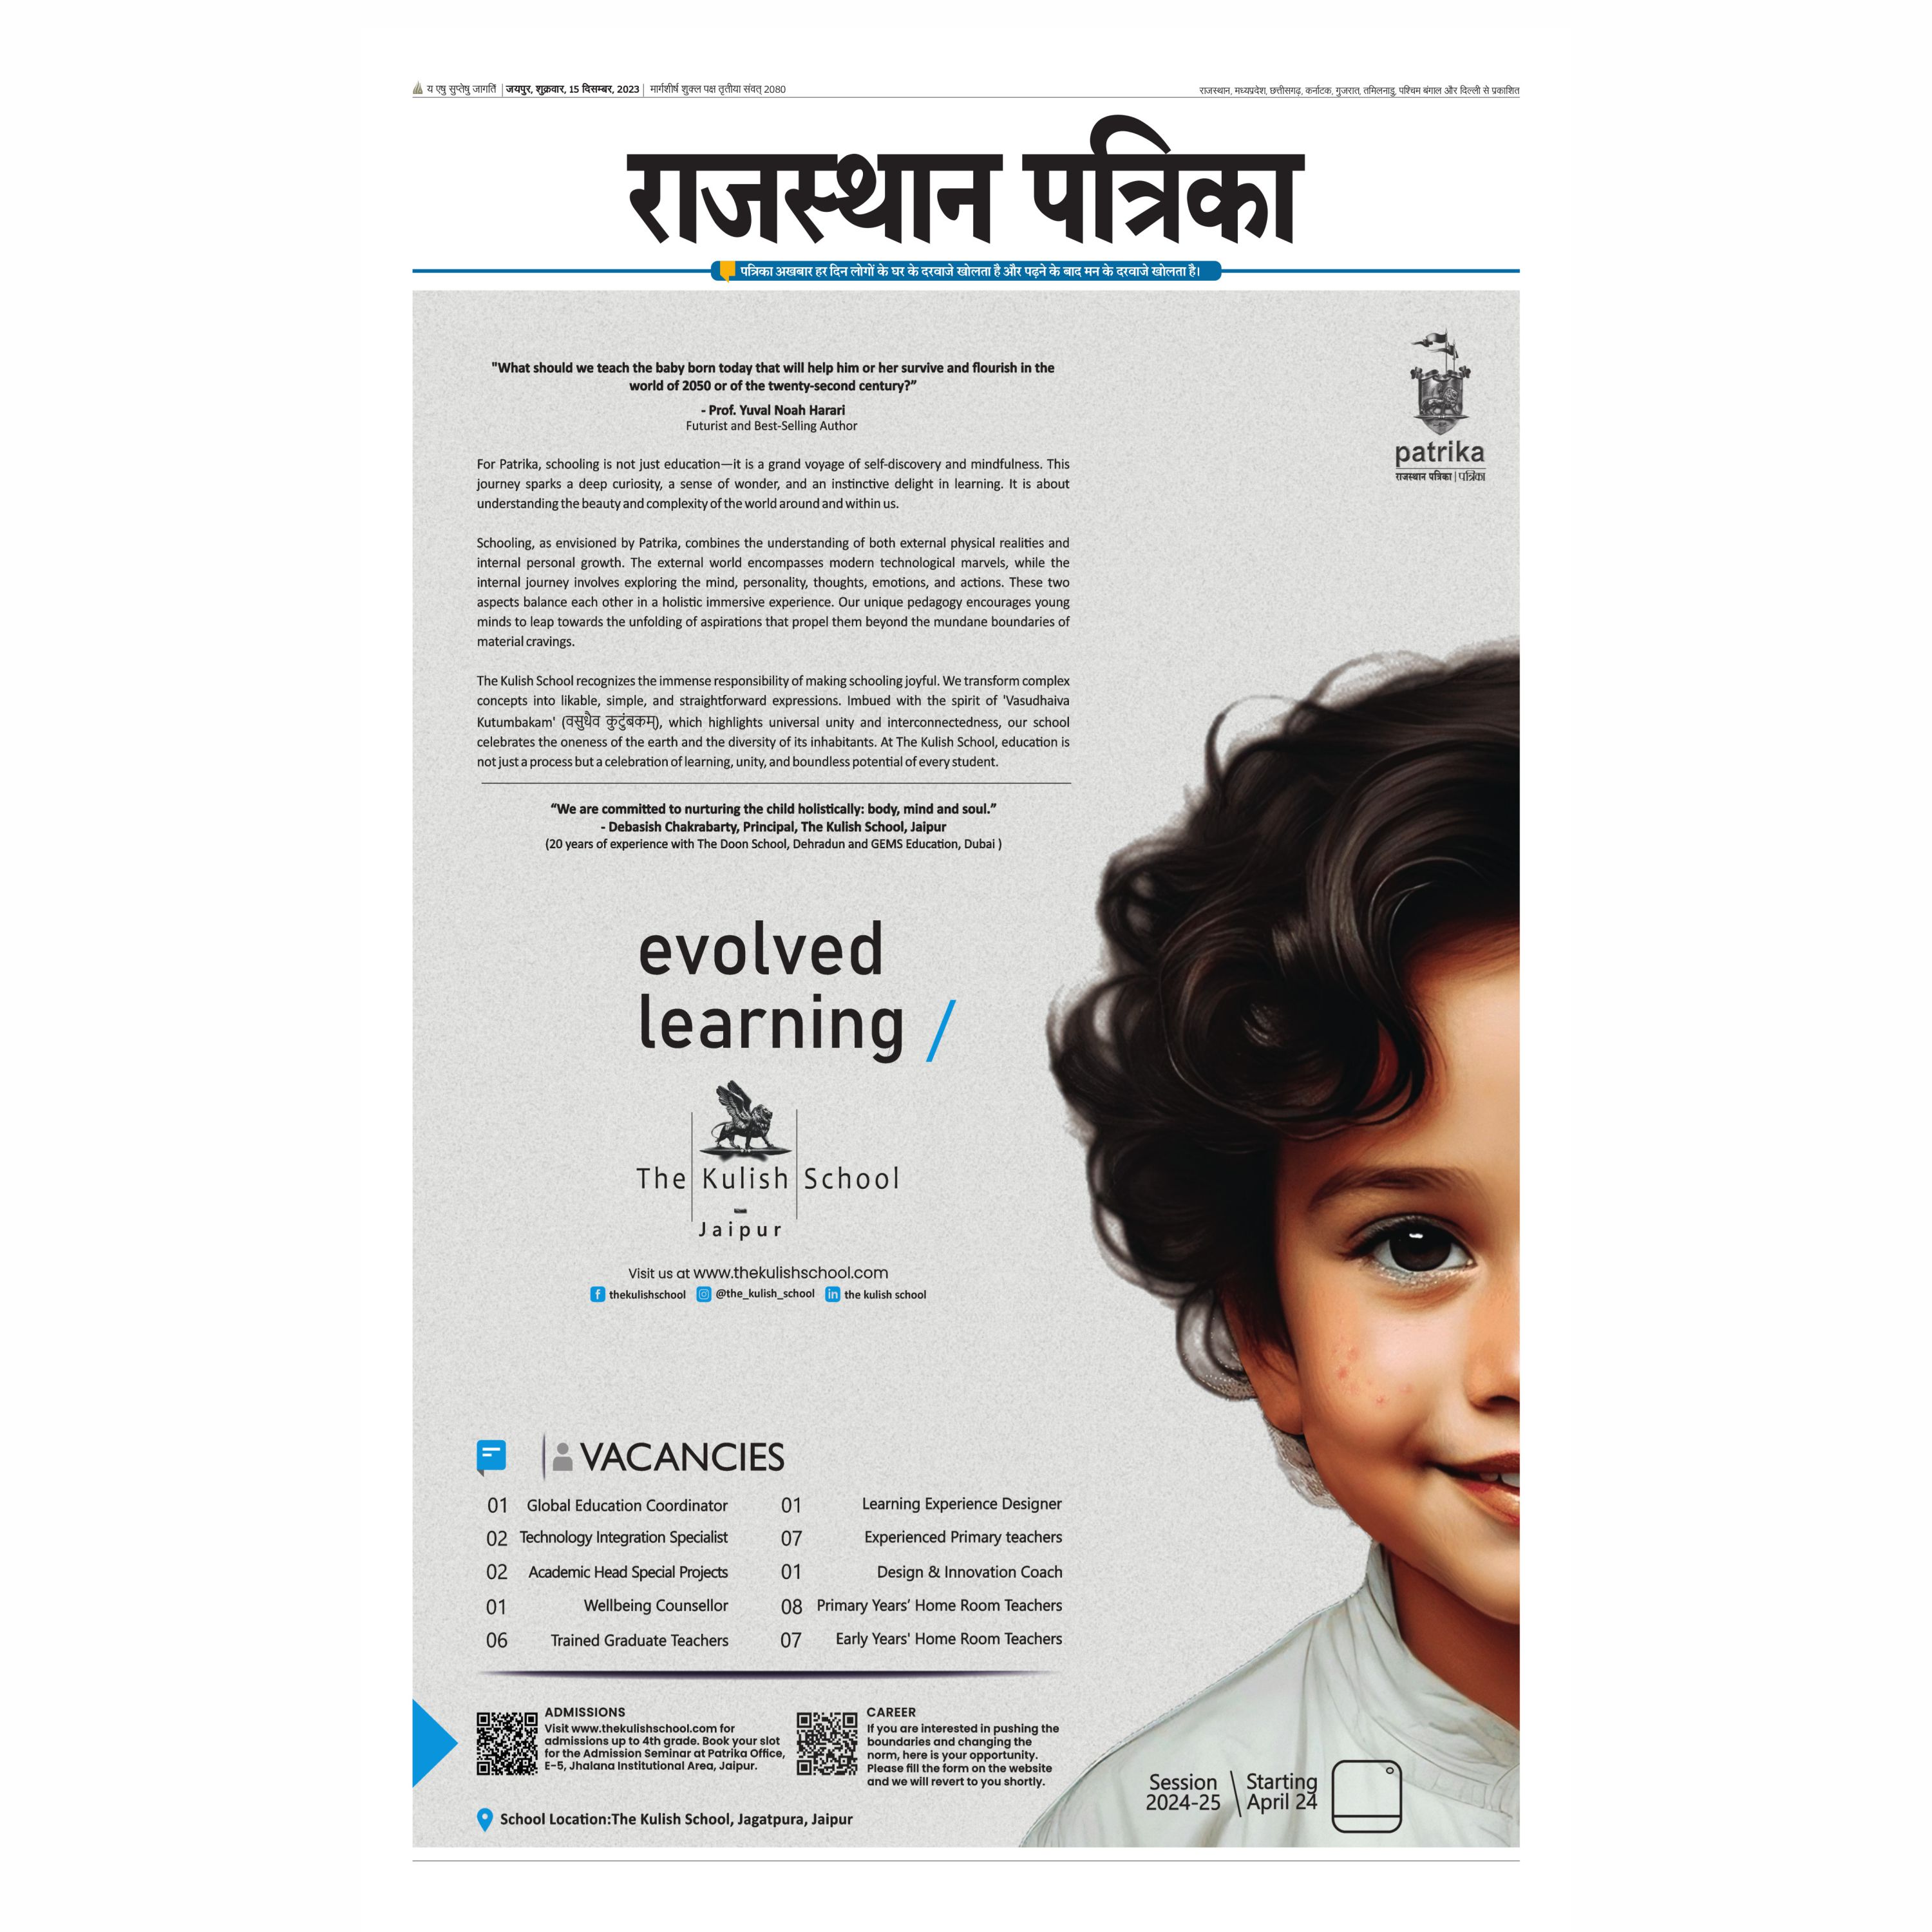 य एषु सुप्तेषु जागर्ति | जयपुर, शुक्रवार, 15 दिसम्बर, 2023 | मार्गशीर्ष शुक्ल पक्ष तृतीया संवत् 2080
राजस्थान, मध्यप्रदेश, छत्तीसगढ़, कर्नाटक, गुजरात, तमिलनाडु, पश्चिम बंगाल और दिल्ली से प्रकाशित
राजस्थान पत्रिका
पत्रिका अखबार हर दिन लोगों के घर के दरवाजे खोलता है और पढ़ने के बाद मन के दरवाजे खोलता है।
patrika
राजस्थान पत्रिका | पत्रिका
"What should we teach the baby born today that will help him or her survive and flourish in the
world of 2050 or of the twenty-second century?”
- Prof. Yuval Noah Harari
Futurist and Best-Selling Author
For Patrika, schooling is not just education—it is a grand voyage of self-discovery and mindfulness. This
journey sparks a deep curiosity, a sense of wonder, and an instinctive delight in learning. It is about
understanding the beauty and complexity of the world around and within us.
Schooling, as envisioned by Patrika, combines the understanding of both external physical realities and
internal personal growth. The external world encompasses modern technological marvels, while the
internal journey involves exploring the mind, personality, thoughts, emotions, and actions. These two
aspects balance each other in a holistic immersive experience. Our unique pedagogy encourages young
minds to leap towards the unfolding of aspirations that propel them beyond the mundane boundaries of
material cravings.
The Kulish School recognizes the immense responsibility of making schooling joyful. We transform complex
concepts into likable, simple, and straightforward expressions. Imbued with the spirit of 'Vasudhaiva
Kutumbakam' (वसुधैव कुटुंबकम्), which highlights universal unity and interconnectedness, our school
celebrates the oneness of the earth and the diversity of its inhabitants. At The Kulish School, education is
not just a process but a celebration of learning, unity, and boundless potential of every student.
“We are committed to nurturing the child holistically: body, mind and soul.”
- Debasish Chakrabarty, Principal, The Kulish School, Jaipur
(20 years of experience with The Doon School, Dehradun and GEMS Education, Dubai )
evolved
learning /
The Kulish School
Jaipur
Visit us at www.thekulishschool.com
thekulishschool @the_kulish_school the kulish school
VACANCIES
01 Global Education Coordinator
02 Technology Integration Specialist
02 Academic Head Special Projects
01 Wellbeing Counsellor
06 Trained Graduate Teachers
01 Learning Experience Designer
07 Experienced Primary teachers
01 Design & Innovation Coach
08 Primary Years’ Home Room Teachers
07 Early Years' Home Room Teachers
ADMISSIONS
Visit www.thekulishschool.com for
admissions up to 4th grade. Book your slot
for the Admission Seminar at Patrika Office,
E-5, Jhalana Institutional Area, Jaipur.
CAREER
If you are interested in pushing the
boundaries and changing the
norm, here is your opportunity.
Please fill the form on the website
and we will revert to you shortly.
School Location:The Kulish School, Jagatpura, Jaipur
Session
2024-25
Starting
April 24